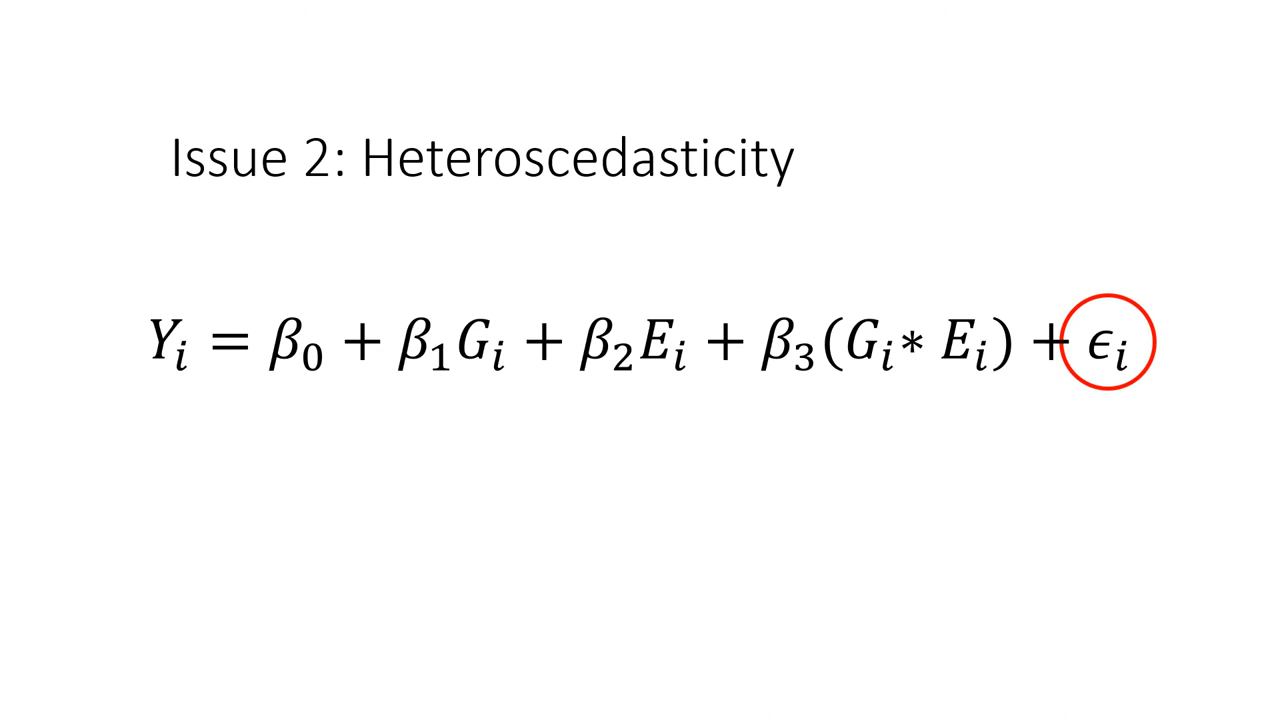 Issue 2: Heteroscedasticity
𝑌ᵢ = β₀ + β₁Gᵢ + β₂Eᵢ + β₃(Gᵢ* Eᵢ) + ϵᵢ